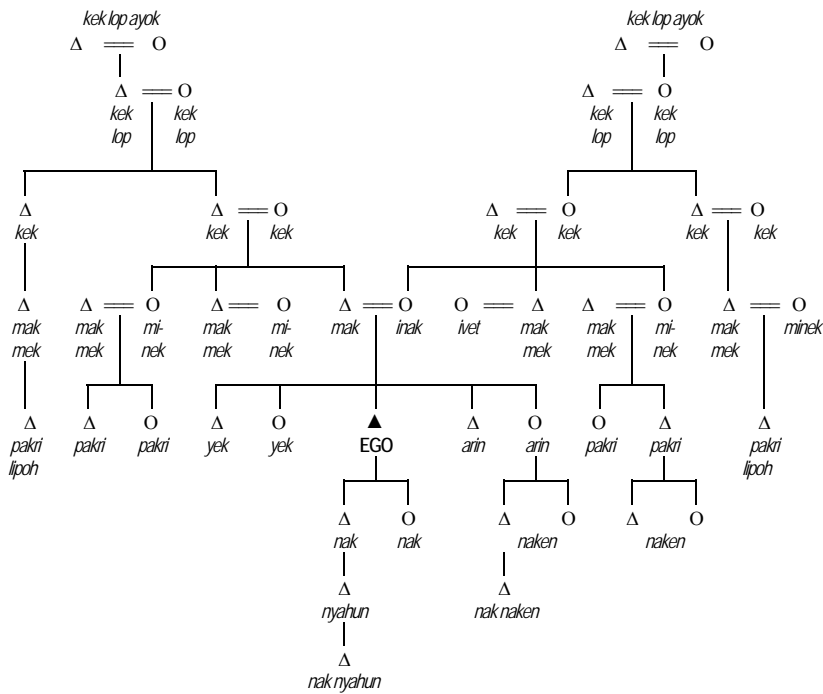 kek lop ayok kek lop ayok
Δ === O Δ === O
Δ === O Δ === O
kek kek kek kek
lop lop lop lop
Δ Δ === O Δ === O Δ === O
kek kek kek kek kek kek kek
Δ Δ === O Δ === O Δ === O O === Δ Δ === O Δ === O
mak mak mi- mak mi- mak inak ivet mak mak mi- mak minek
mek mek nek mek nek mek mek nek mek
Δ Δ O Δ O ▲ Δ O O Δ Δ
pakri pakri pakri yek yek EGO arin arin pakri pakri pakri
lipoh lipoh
Δ O Δ O Δ O
nak nak naken naken
Δ Δ
nyahun nak naken
Δ
nak nyahun